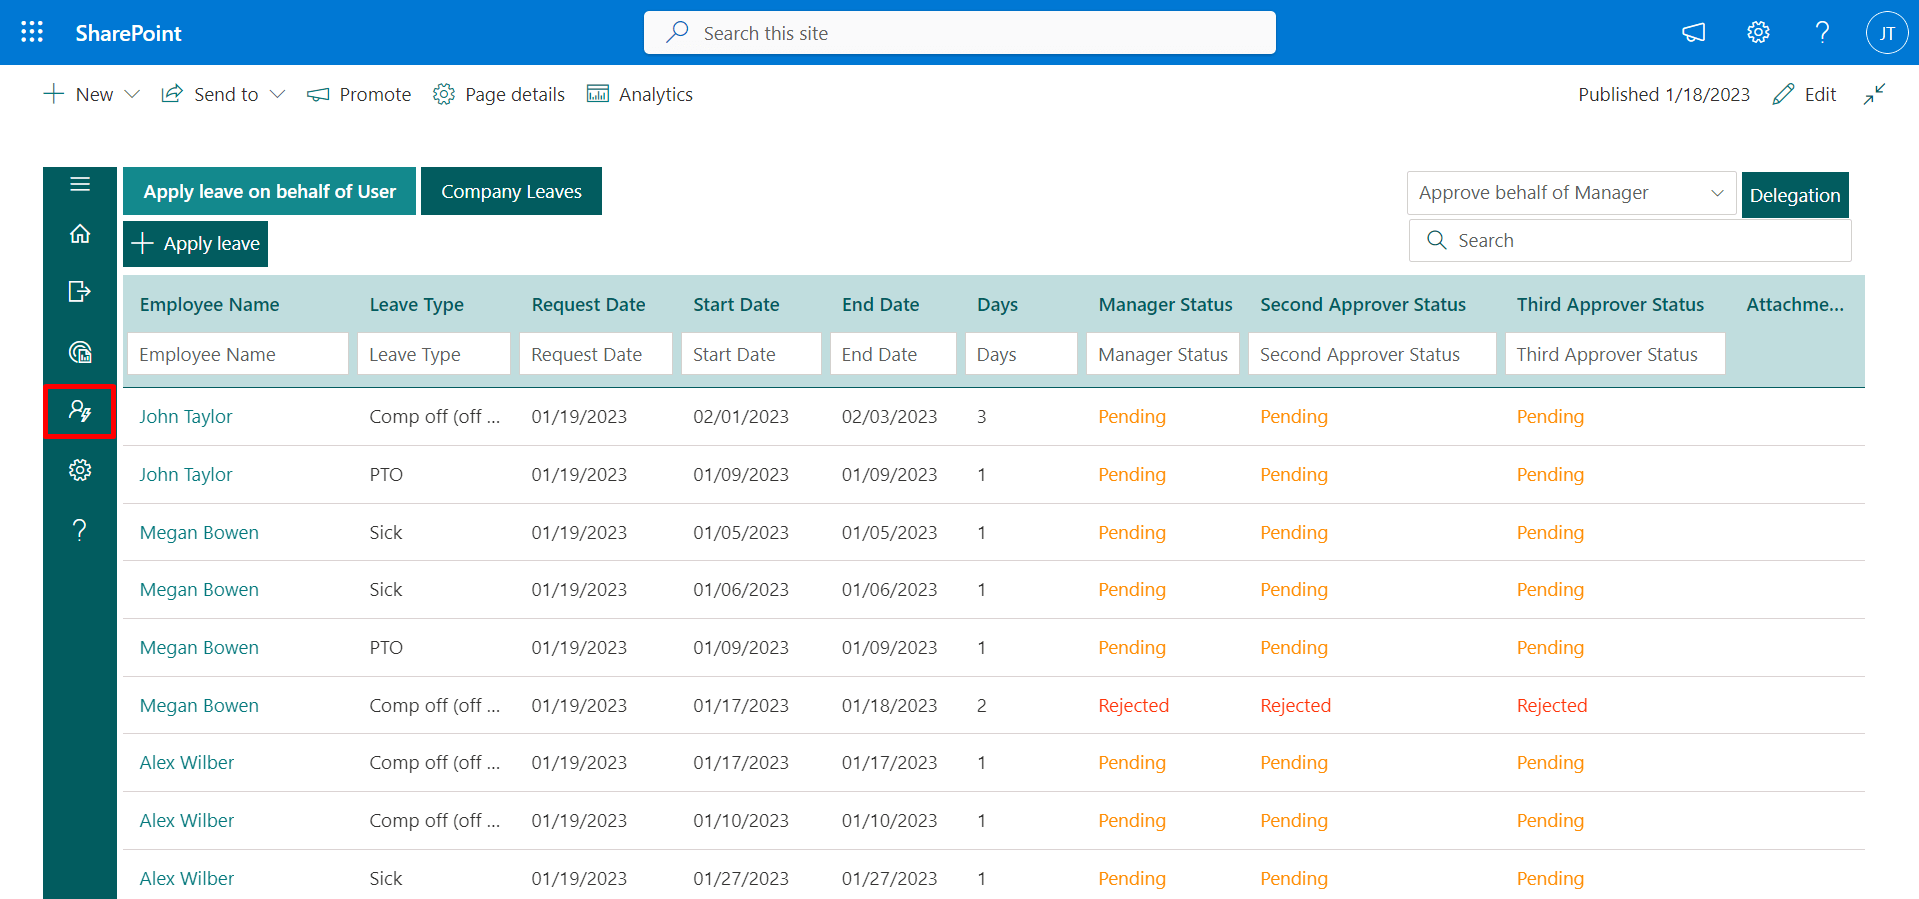 SharePoint
Search this site
JT
New
Send to
Promote
Page details
Analytics
Published 1/18/2023
Edit
Apply leave on behalf of User
Company Leaves
Approve behalf of Manager
Delegation
Apply leave
Search
Employee Name Leave Type Request Date Start Date End Date Days Manager Status Second Approver Status Third Approver Status Attachme...
Employee Name Leave Type Request Date Start Date End Date Days Manager Status Second Approver Status Third Approver Status
John Taylor Comp off (off ... 01/19/2023 02/01/2023 02/03/2023 3 Pending Pending Pending
John Taylor PTO 01/19/2023 01/09/2023 01/09/2023 1 Pending Pending Pending
Megan Bowen Sick 01/19/2023 01/05/2023 01/05/2023 1 Pending Pending Pending
Megan Bowen Sick 01/19/2023 01/06/2023 01/06/2023 1 Pending Pending Pending
Megan Bowen PTO 01/19/2023 01/09/2023 01/09/2023 1 Pending Pending Pending
Megan Bowen Comp off (off ... 01/19/2023 01/17/2023 01/18/2023 2 Rejected Rejected Rejected
Alex Wilber Comp off (off ... 01/19/2023 01/17/2023 01/17/2023 1 Pending Pending Pending
Alex Wilber Comp off (off ... 01/19/2023 01/10/2023 01/10/2023 1 Pending Pending Pending
Alex Wilber Sick 01/19/2023 01/27/2023 01/27/2023 1 Pending Pending Pending